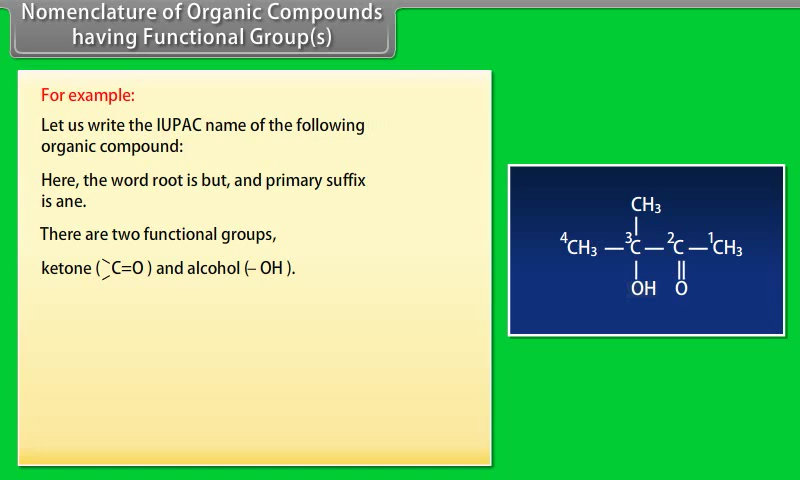 Nomenclature of Organic Compounds
having Functional Group(s)
For example:
Let us write the IUPAC name of the following
organic compound:
Here, the word root is but, and primary suffix
is ane.
There are two functional groups,
ketone (>C=O) and alcohol (– OH ).
CH₃
⁴CH₃ — ³C — ²C — ¹CH₃
OH O